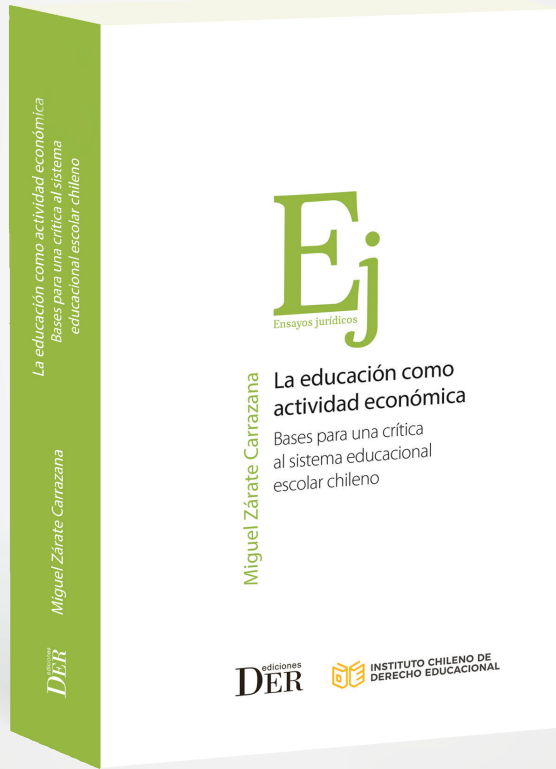 La educación como actividad económica
Bases para una crítica al sistema
educacional escolar chileno
Miguel Zárate Carrazana
ediciones
DER
Ej
Ensayos jurídicos
Miguel Zárate Carrazana
La educación como
actividad económica
Bases para una crítica
al sistema educacional
escolar chileno
ediciones
DER
INSTITUTO CHILENO DE
DERECHO EDUCACIONAL